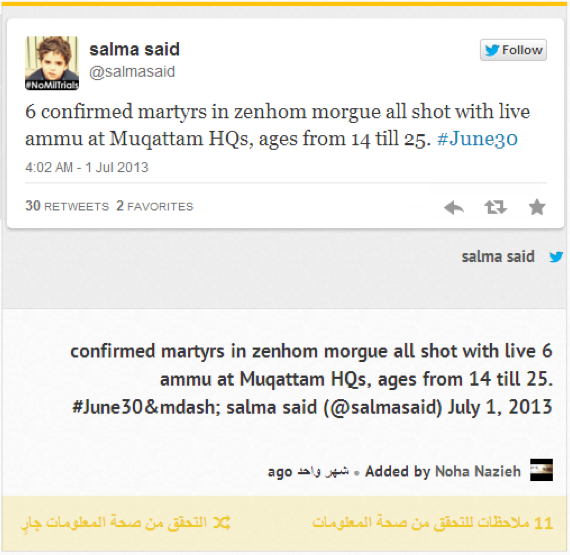 salma said
Follow
@salmasaid
#NoMilTrials
6 confirmed martyrs in zenhom morgue all shot with live
ammu at Muqattam HQs, ages from 14 till 25. #June30
4:02 AM - 1 Jul 2013
30 RETWEETS 2 FAVORITES
salma said
confirmed martyrs in zenhom morgue all shot with live 6
ammu at Muqattam HQs, ages from 14 till 25.
#June30&mdash; salma said (@salmasaid) July 1, 2013
ago شهر واحد • Added by Noha Nazieh
11 ملاحظات للتحقق من صحة المعلومات
التحقق من صحة المعلومات جارٍ